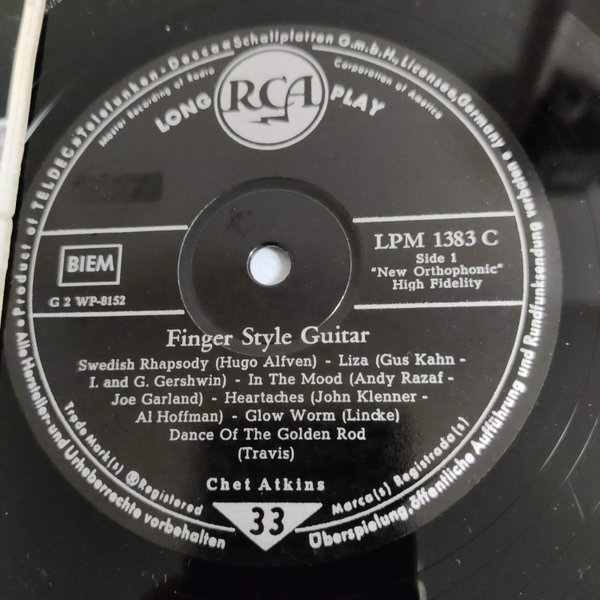 Product of TELDEC »Telefunken - Decca« Schallplatten G.m.b.H., Licensee, Germany
Master Recording of Radio Corporation of America
LONG RCA PLAY
BIEM
G 2 WP-8152
LPM 1383 C
Side 1
"New Orthophonic"
High Fidelity
Finger Style Guitar
Swedish Rhapsody (Hugo Alfven) - Liza (Gus Kahn -
I. and G. Gershwin) - In The Mood (Andy Razaf -
Joe Garland) - Heartaches (John Klenner -
Al Hoffman) - Glow Worm (Lincke)
Dance Of The Golden Rod
(Travis)
Chet Atkins
Trade Mark(s) ®Registered
Marca(s) Registrada(s)
33
Alle Hersteller- und Urheberrechte vorbehalten
Überspielung, öffentliche Aufführung und Rundfunksendung verboten